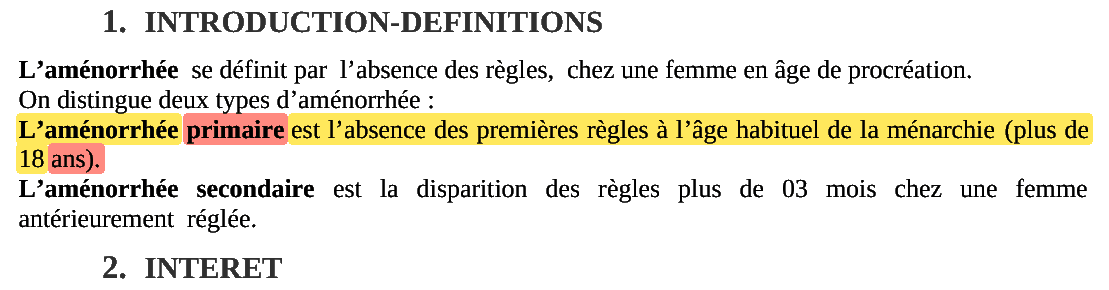 1. INTRODUCTION-DEFINITIONS
L’aménorrhée se définit par l’absence des règles, chez une femme en âge de procréation.
On distingue deux types d’aménorrhée :
L’aménorrhée primaire est l’absence des premières règles à l’âge habituel de la ménarchie (plus de
18 ans).
L’aménorrhée secondaire est la disparition des règles plus de 03 mois chez une femme
antérieurement réglée.
2. INTERET